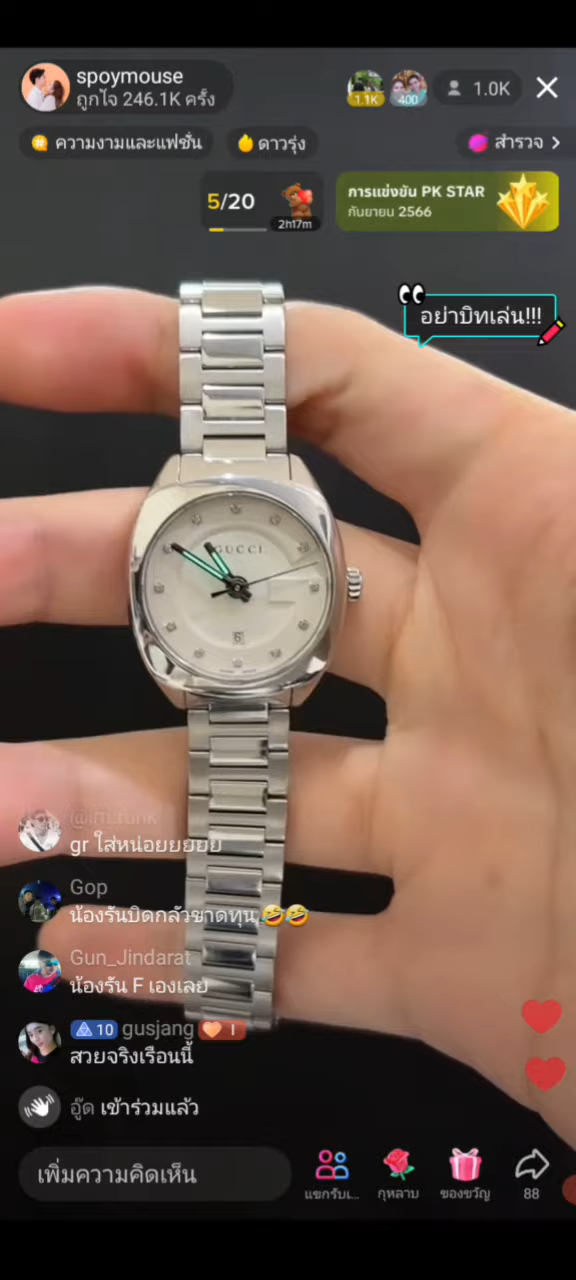 spoymouse
ถูกใจ 246.1K ครั้ง
1.1K
400
1.0K
ความงามและแฟชั่น
ดาวรุ่ง
สำรวจ
5/20
2h17m
การแข่งขัน PK STAR
กันยายน 2566
อย่าบิทเล่น!!!
GUCCI
6
gr ใส่หน่อยยยยย
Gop
น้องรันบิดกลัวขาดทุน🤣🤣
Gun_Jindarat
น้องรัน F เองเลย
10 gusjang I
สวยจริงเรือนนี้
อู๊ด เข้าร่วมแล้ว
เพิ่มความคิดเห็น
แขกรับเ...
กุหลาบ
ของขวัญ
88